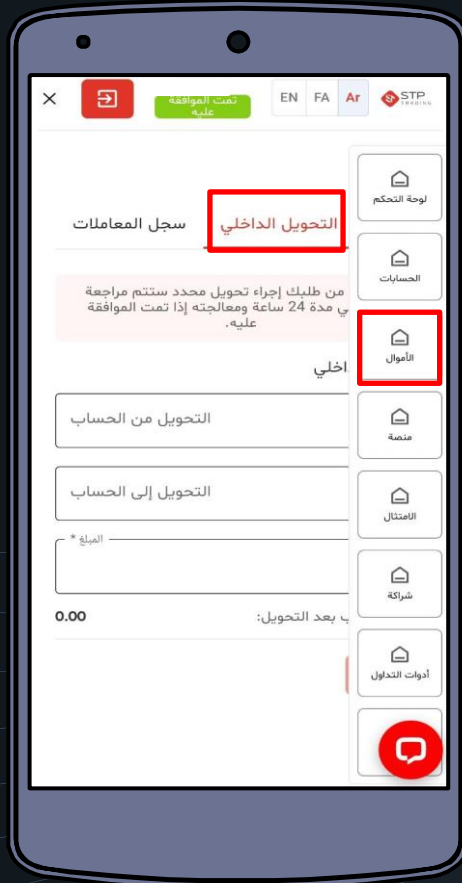 EN FA Ar STP
TRADING
تمت الموافقة
عليه
لوحة التحكم
الحسابات
الأموال
منصة
الامتثال
شراكة
أدوات التداول
التحويل الداخلي سجل المعاملات
من طلبك إجراء تحويل محدد ستتم مراجعة
ي مدة 24 ساعة ومعالجته إذا تمت الموافقة
عليه.
اخلي
التحويل من الحساب
التحويل إلى الحساب
المبلغ *
ب بعد التحويل: 0.00